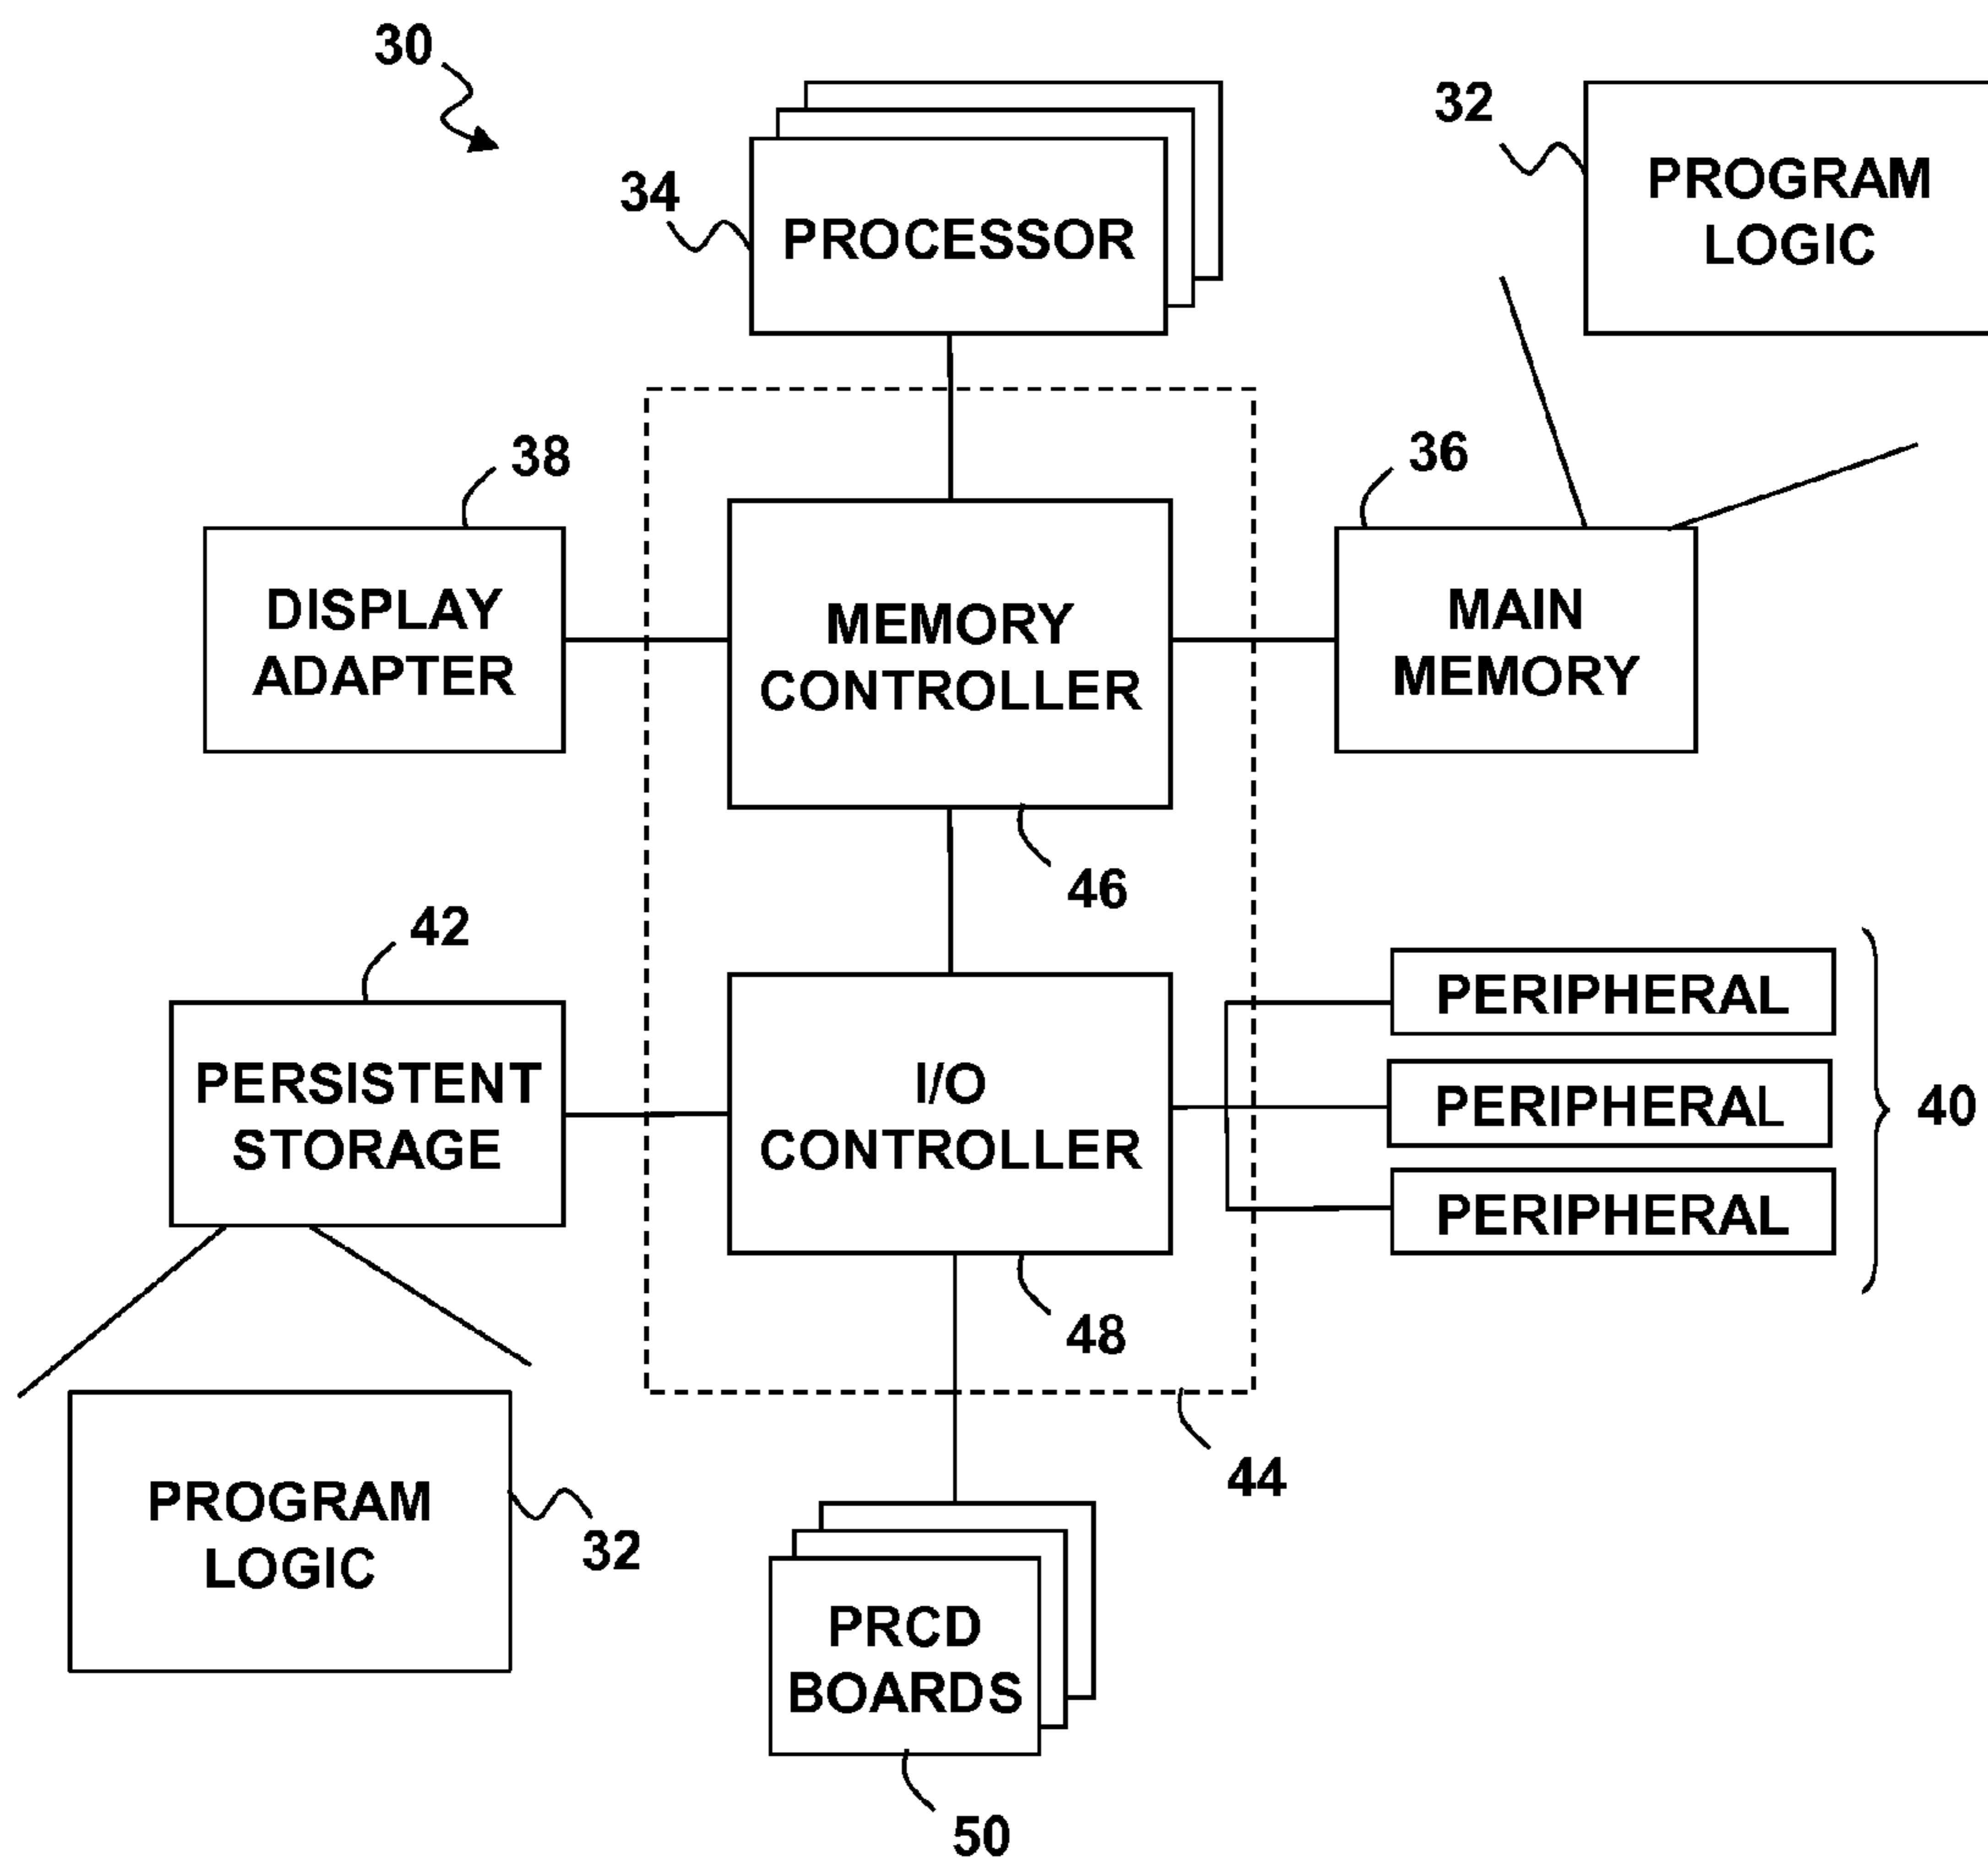 30
32
PROGRAM
LOGIC
34
PROCESSOR
38
36
DISPLAY
ADAPTER
MEMORY
CONTROLLER
MAIN
MEMORY
46
42
PERSISTENT
STORAGE
I/O
CONTROLLER
PERIPHERAL
PERIPHERAL
PERIPHERAL
40
48
44
PROGRAM
LOGIC
32
PRCD
BOARDS
50